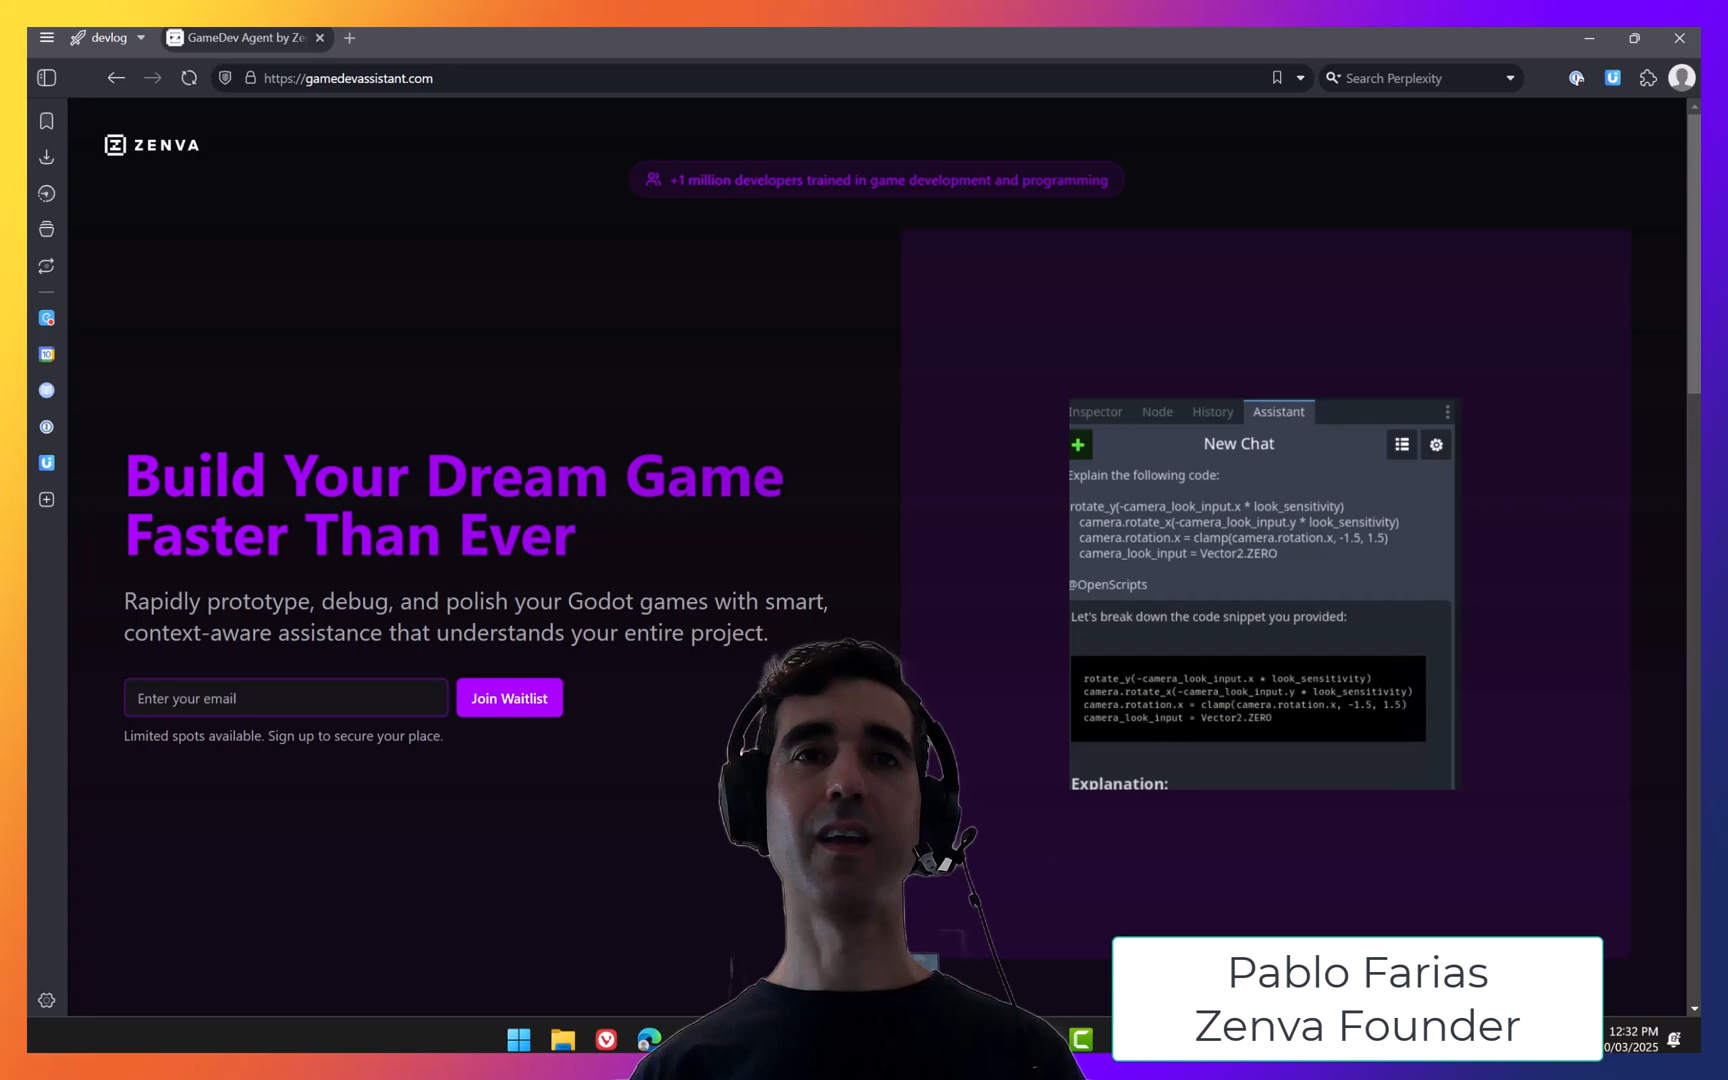 devlog
GameDev Agent by Ze
https://gamedevassistant.com
Search Perplexity
ZENVA
+1 million developers trained in game development and programming
Build Your Dream Game
Faster Than Ever
Rapidly prototype, debug, and polish your Godot games with smart,
context-aware assistance that understands your entire project.
Enter your email
Join Waitlist
Limited spots available. Sign up to secure your place.
Inspector Node History Assistant
New Chat
Explain the following code:
rotate_y(-camera_look_input.x * look_sensitivity)
camera.rotate_x(-camera_look_input.y * look_sensitivity)
camera.rotation.x = clamp(camera.rotation.x, -1.5, 1.5)
camera_look_input = Vector2.ZERO
@OpenScripts
Let's break down the code snippet you provided:
rotate_y(-camera_look_input.x * look_sensitivity)
camera.rotate_x(-camera_look_input.y * look_sensitivity)
camera.rotation.x = clamp(camera.rotation.x, -1.5, 1.5)
camera_look_input = Vector2.ZERO
Explanation:
Pablo Farias
Zenva Founder
12:32 PM
0/03/2025
10